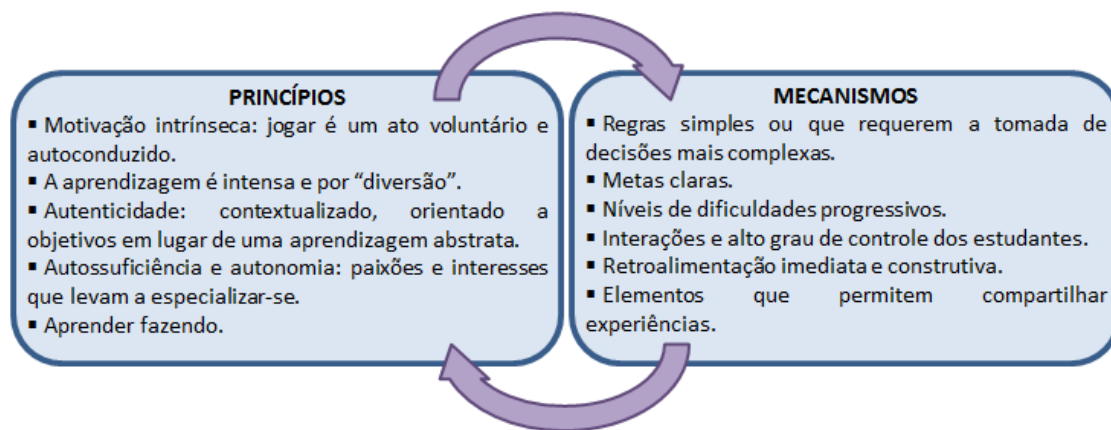 PRINCÍPIOS
▪ Motivação intrínseca: jogar é um ato voluntário e
autoconduzido.
▪ A aprendizagem é intensa e por “diversão”.
▪ Autenticidade: contextualizado, orientado a
objetivos em lugar de uma aprendizagem abstrata.
▪ Autossuficiência e autonomia: paixões e interesses
que levam a especializar-se.
▪ Aprender fazendo.
MECANISMOS
▪ Regras simples ou que requerem a tomada de
decisões mais complexas.
▪ Metas claras.
▪ Níveis de dificuldades progressivos.
▪ Interações e alto grau de controle dos estudantes.
▪ Retroalimentação imediata e construtiva.
▪ Elementos que permitem compartilhar
experiências.